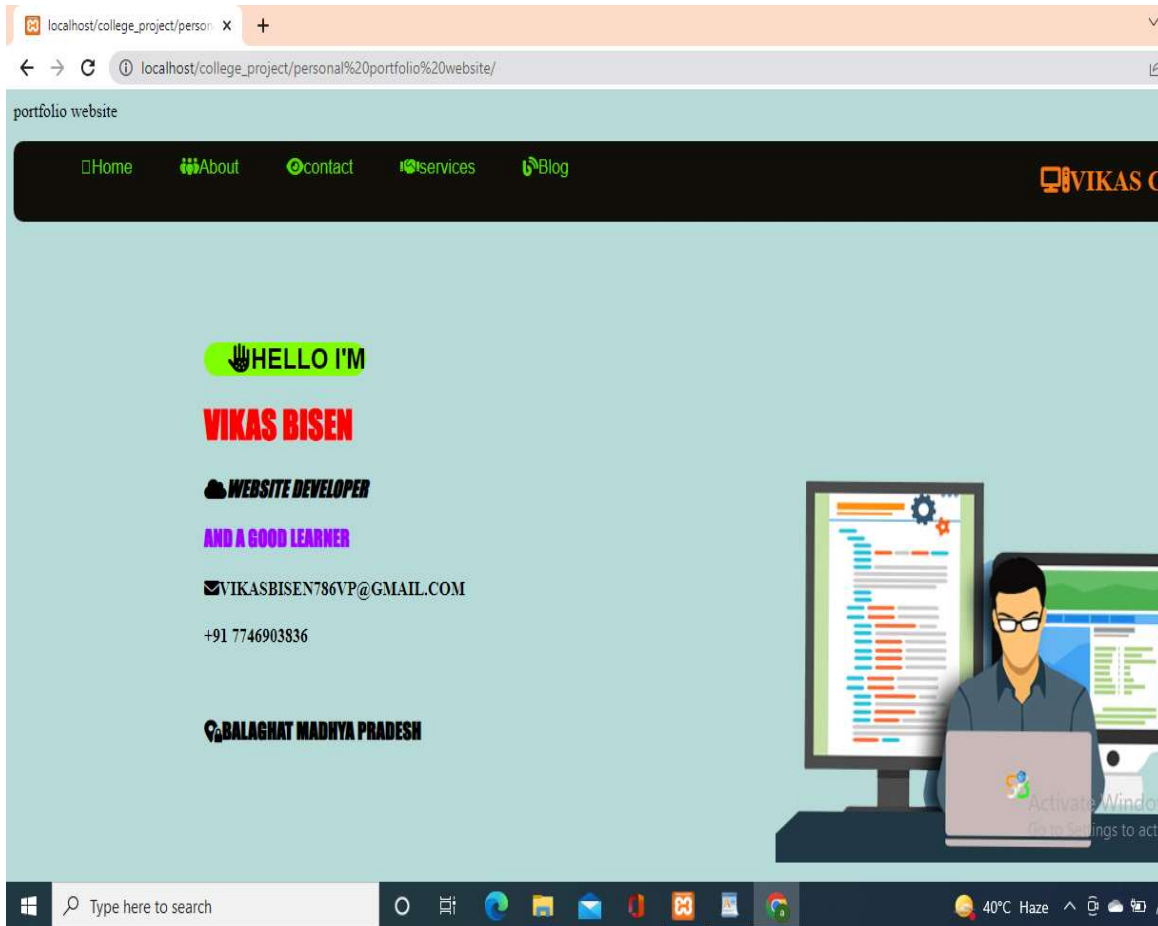 localhost/college_project/person
localhost/college_project/personal%20portfolio%20website/
portfolio website
Home About contact services Blog
VIKAS C
HELLO I'M
VIKAS BISEN
WEBSITE DEVELOPER
AND A GOOD LEARNER
VIKASBISEN786VP@GMAIL.COM
+91 7746903836
BALAGHAT MADHYA PRADESH
Activate Windo
Go to Settings to act
Type here to search
40°C Haze